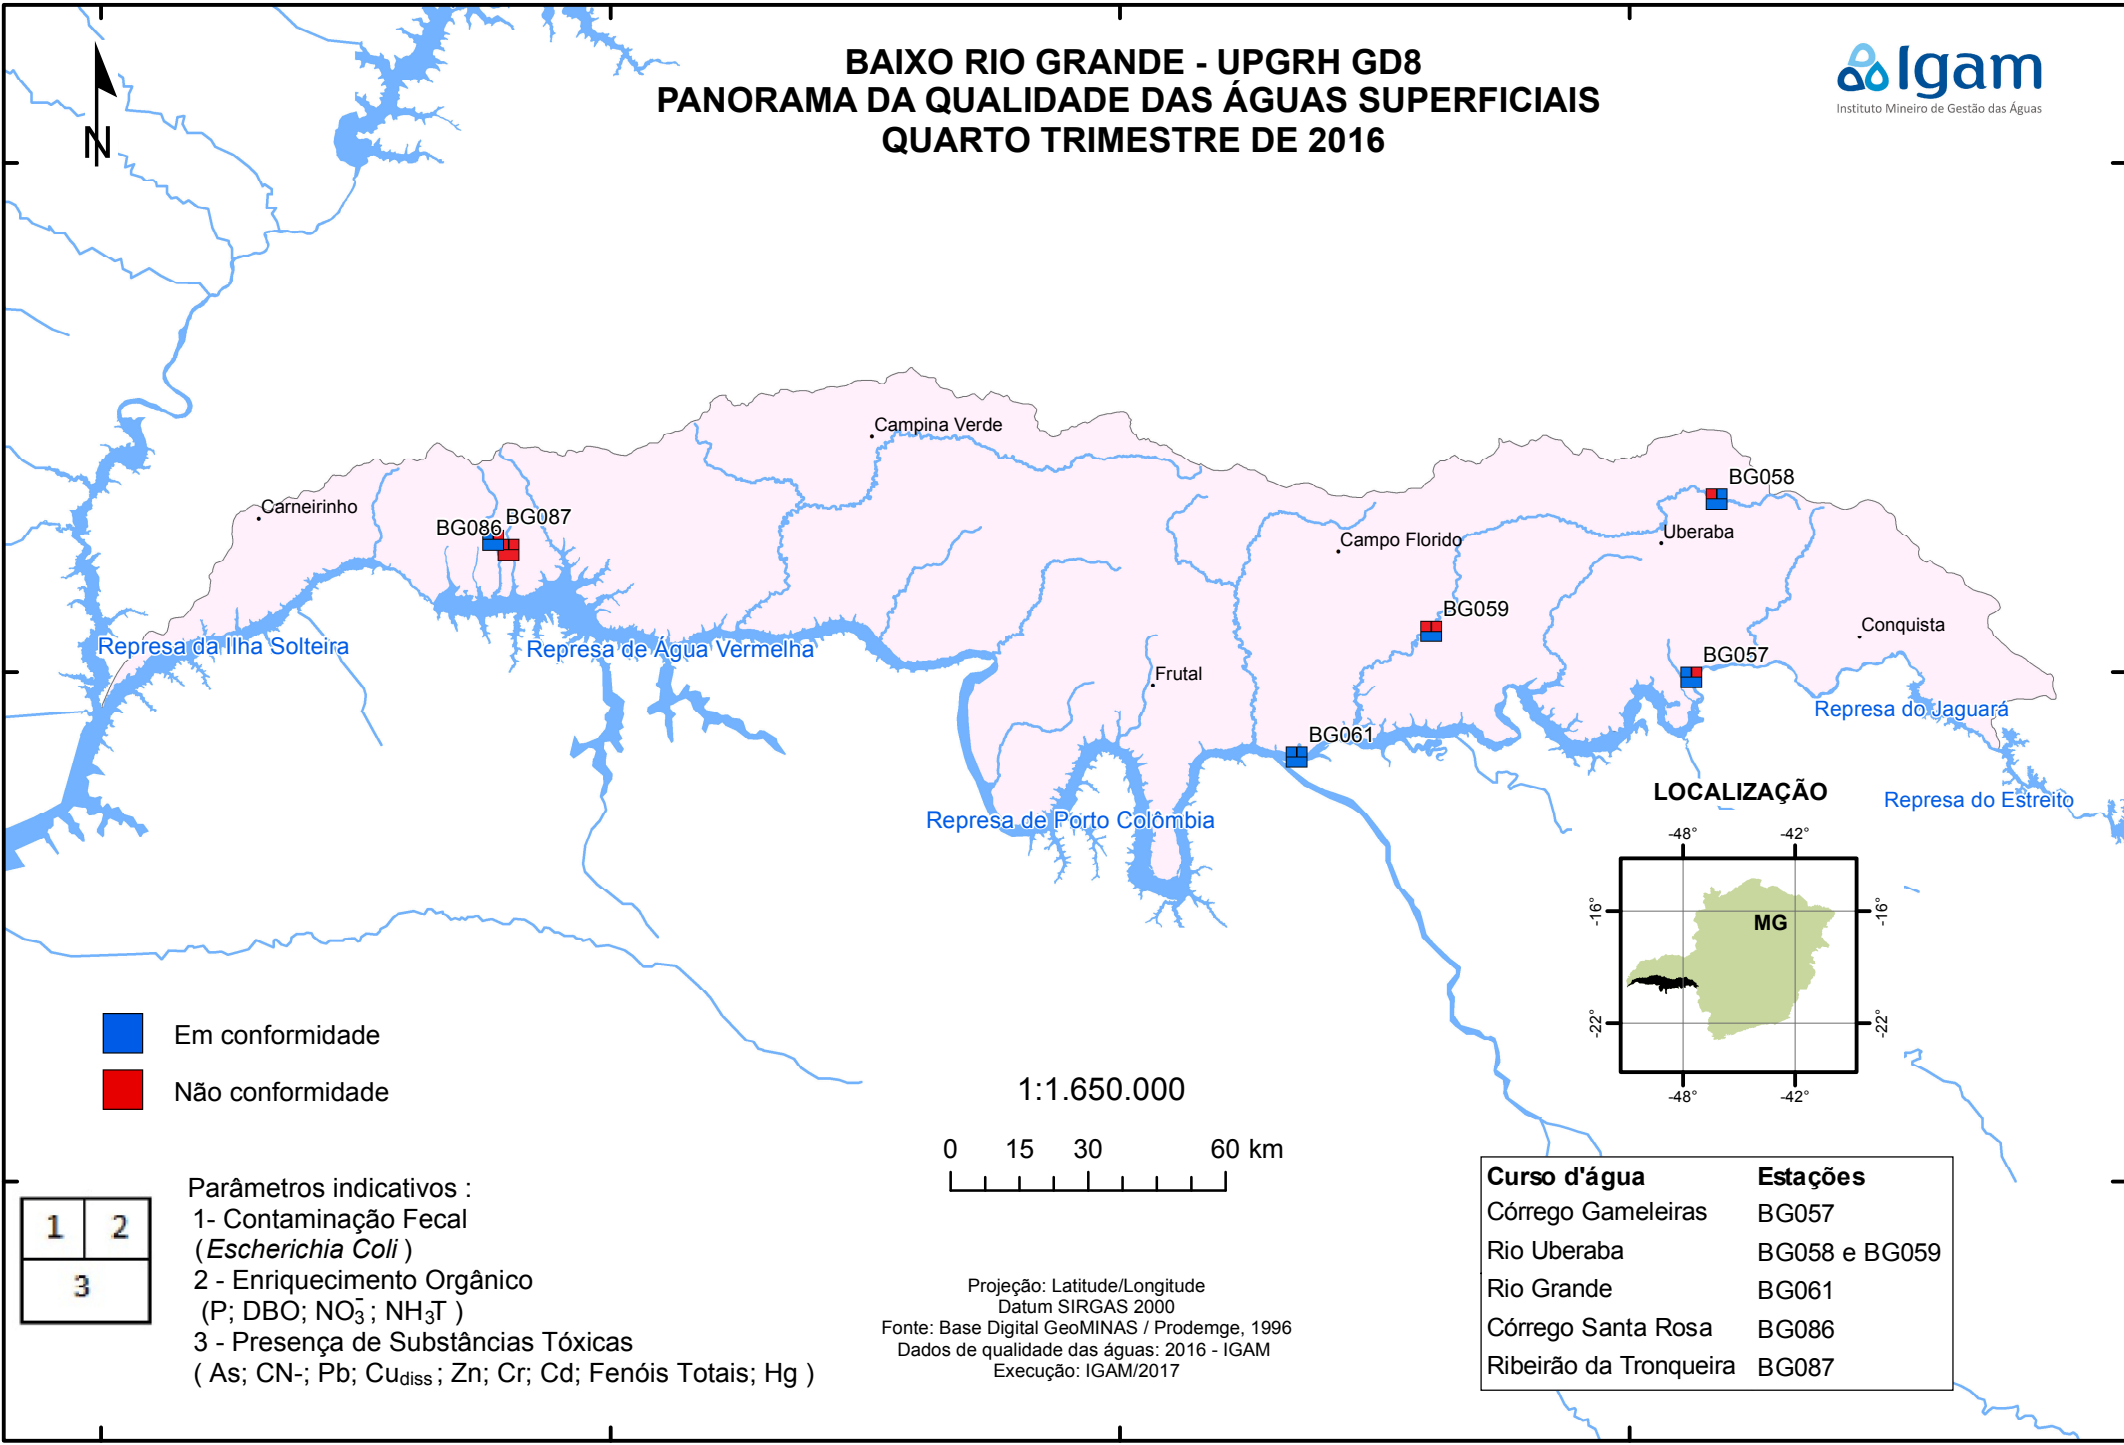 BAIXO RIO GRANDE - UPGRH GD8
PANORAMA DA QUALIDADE DAS ÁGUAS SUPERFICIAIS
QUARTO TRIMESTRE DE 2016
Igam
Instituto Mineiro de Gestão das Águas
N
Campina Verde
Carneirinho
BG086
BG087
BG058
Uberaba
Campo Florido
BG059
Conquista
BG057
Represa da Ilha Solteira
Represa de Água Vermelha
Frutal
Represa do Jaguará
BG061
Represa de Porto Colômbia
Represa do Estreito
LOCALIZAÇÃO
-48° -42°
-16° -16°
MG
-22° -22°
-48° -42°
Em conformidade
Não conformidade
1:1.650.000
0 15 30 60 km
1 2
3
Parâmetros indicativos :
1- Contaminação Fecal
(Escherichia Coli )
2 - Enriquecimento Orgânico
(P; DBO; NO₃⁻; NH₃T )
3 - Presença de Substâncias Tóxicas
( As; CN-; Pb; Cudiss ; Zn; Cr; Cd; Fenóis Totais; Hg )
Projeção: Latitude/Longitude
Datum SIRGAS 2000
Fonte: Base Digital GeoMINAS / Prodemge, 1996
Dados de qualidade das águas: 2016 - IGAM
Execução: IGAM/2017
Curso d'água Estações
Córrego Gameleiras BG057
Rio Uberaba BG058 e BG059
Rio Grande BG061
Córrego Santa Rosa BG086
Ribeirão da Tronqueira BG087